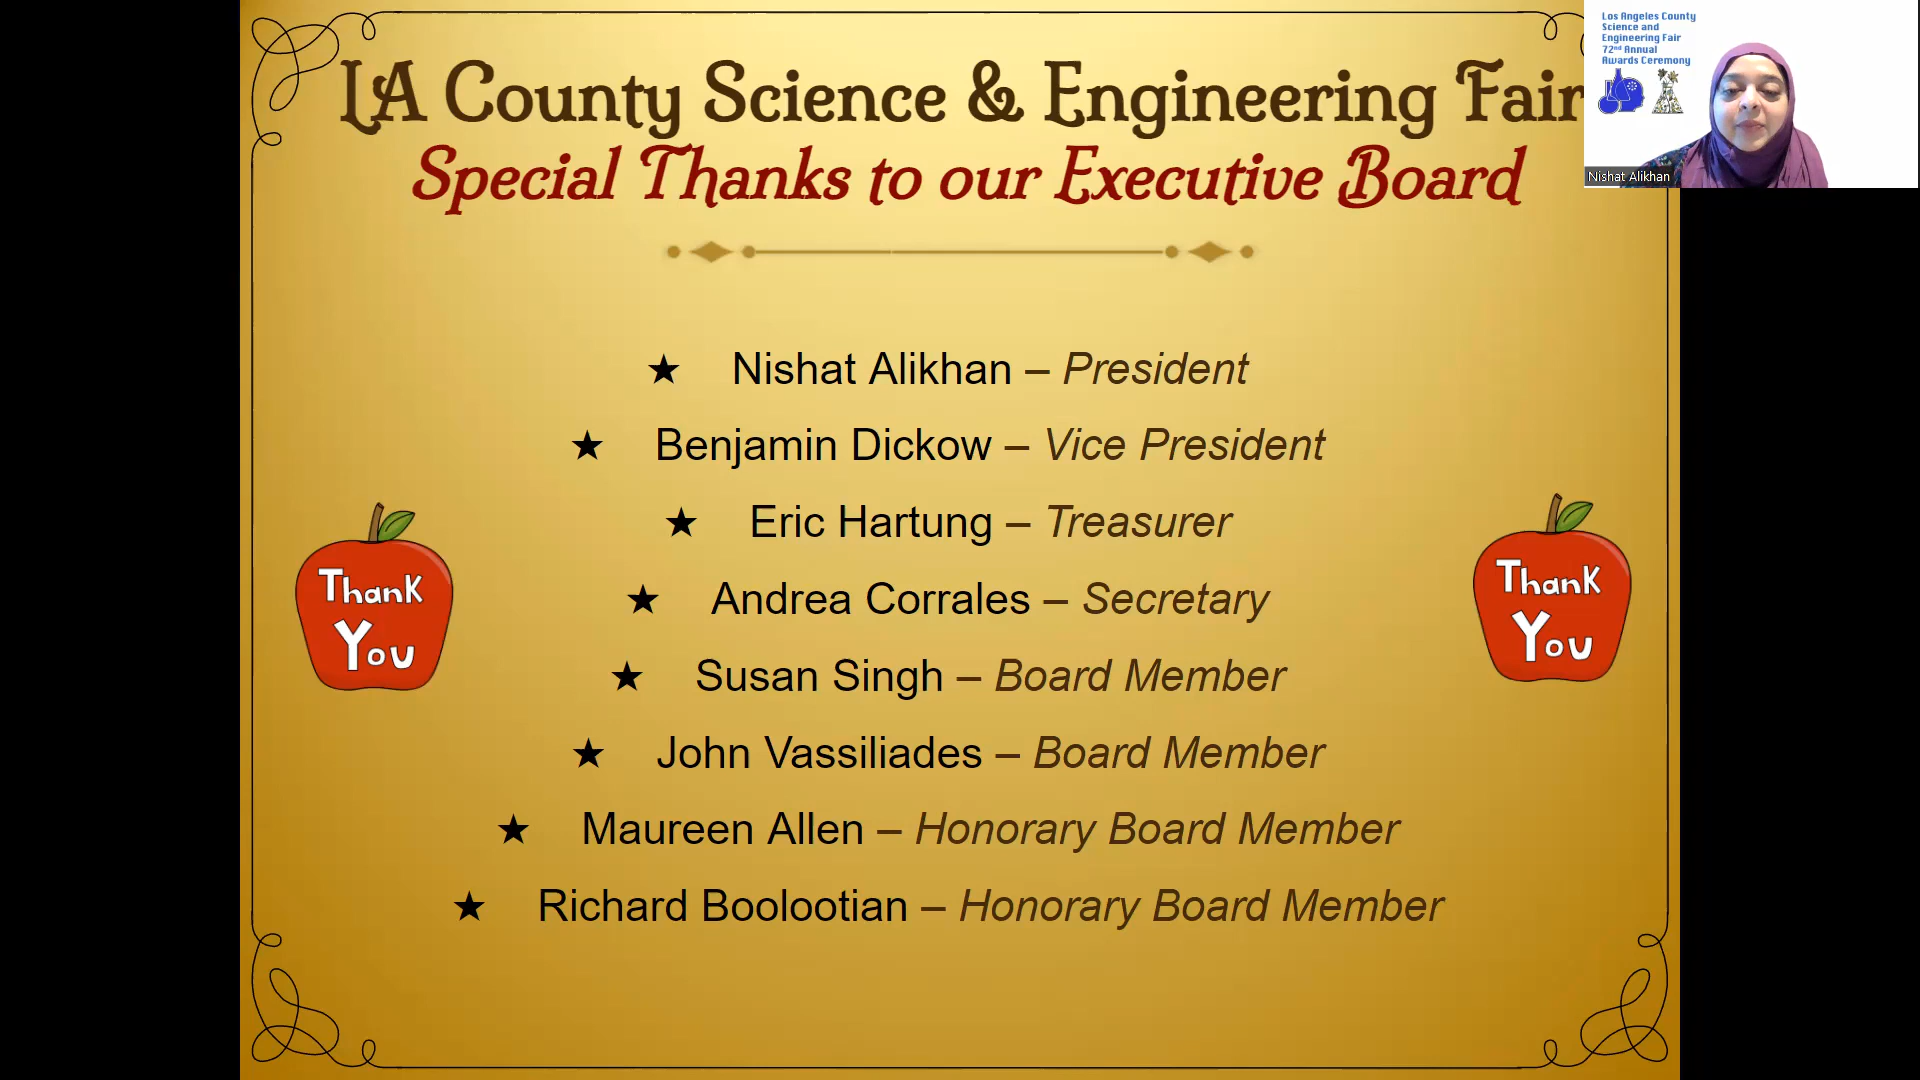 LA County Science & Engineering Fair
Special Thanks to our Executive Board
★ Nishat Alikhan – President
★ Benjamin Dickow – Vice President
★ Eric Hartung – Treasurer
★ Andrea Corrales – Secretary
★ Susan Singh – Board Member
★ John Vassiliades – Board Member
★ Maureen Allen – Honorary Board Member
★ Richard Boolootian – Honorary Board Member
Thank
You
Thank
You
Los Angeles County
Science and
Engineering Fair
72nd Annual
Awards Ceremony
Nishat Alikhan